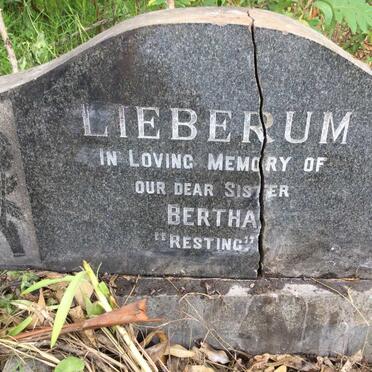 LIEBERUM
IN LOVING MEMORY OF
OUR DEAR SISTER
BERTHA
"RESTING"